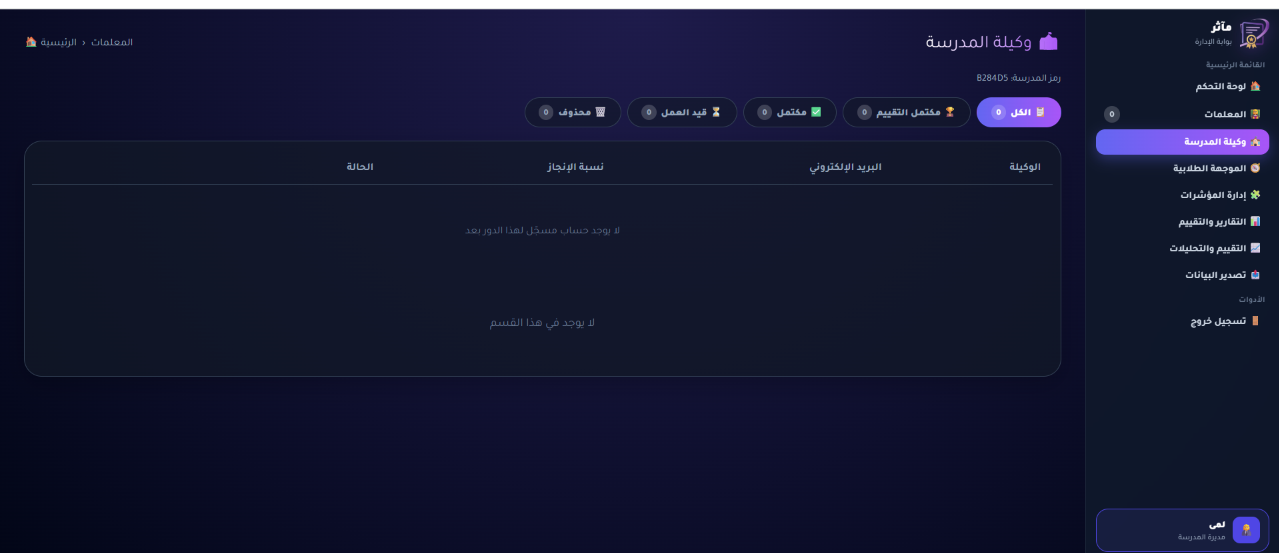 مآثر
بوابة الإدارة
القائمة الرئيسية
لوحة التحكم
المعلمات 0
وكيلة المدرسة
الموجهة الطلابية
إدارة المؤشرات
التقارير والتقييم
التقييم والتحليلات
تصدير البيانات
الأدوات
تسجيل خروج
لمى
مديرة المدرسة
وكيلة المدرسة
الرئيسية › المعلمات
رمز المدرسة: B284D5
الكل 0 مكتمل التقييم 0 مكتمل 0 قيد العمل 0 محذوف 0
الوكيلة البريد الإلكتروني نسبة الإنجاز الحالة
لا يوجد حساب مسجّل لهذا الدور بعد
لا يوجد في هذا القسم